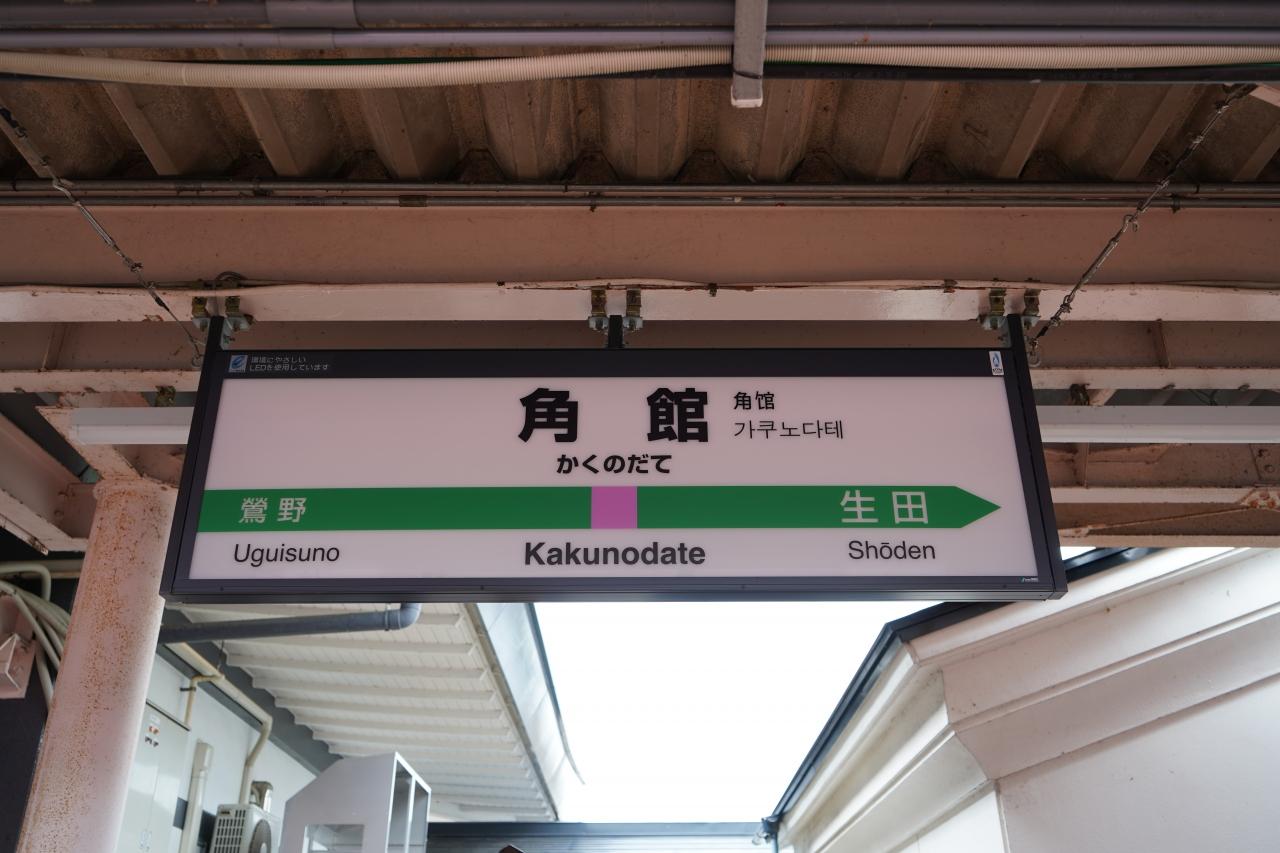 環境にやさしい
LEDを使用しています
角館
角馆
가쿠노다테
かくのだて
鶯野
生田
Uguisuno
Kakunodate
Shōden